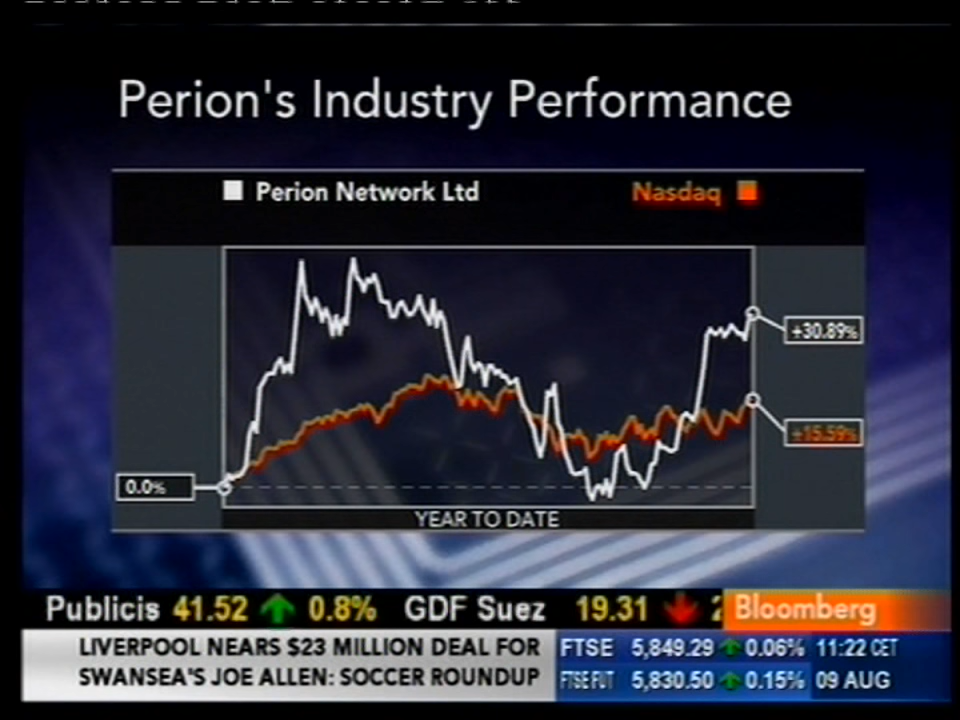 Perion's Industry Performance
Perion Network Ltd
Nasdaq
+30.89%
+15.59%
0.0%
YEAR TO DATE
Publicis 41.52 0.8% GDF Suez 19.31
Bloomberg
LIVERPOOL NEARS $23 MILLION DEAL FOR
SWANSEA'S JOE ALLEN: SOCCER ROUNDUP
FTSE 5,849.29 0.06% 11:22 CET
FTSE FUT 5,830.50 0.15% 09 AUG